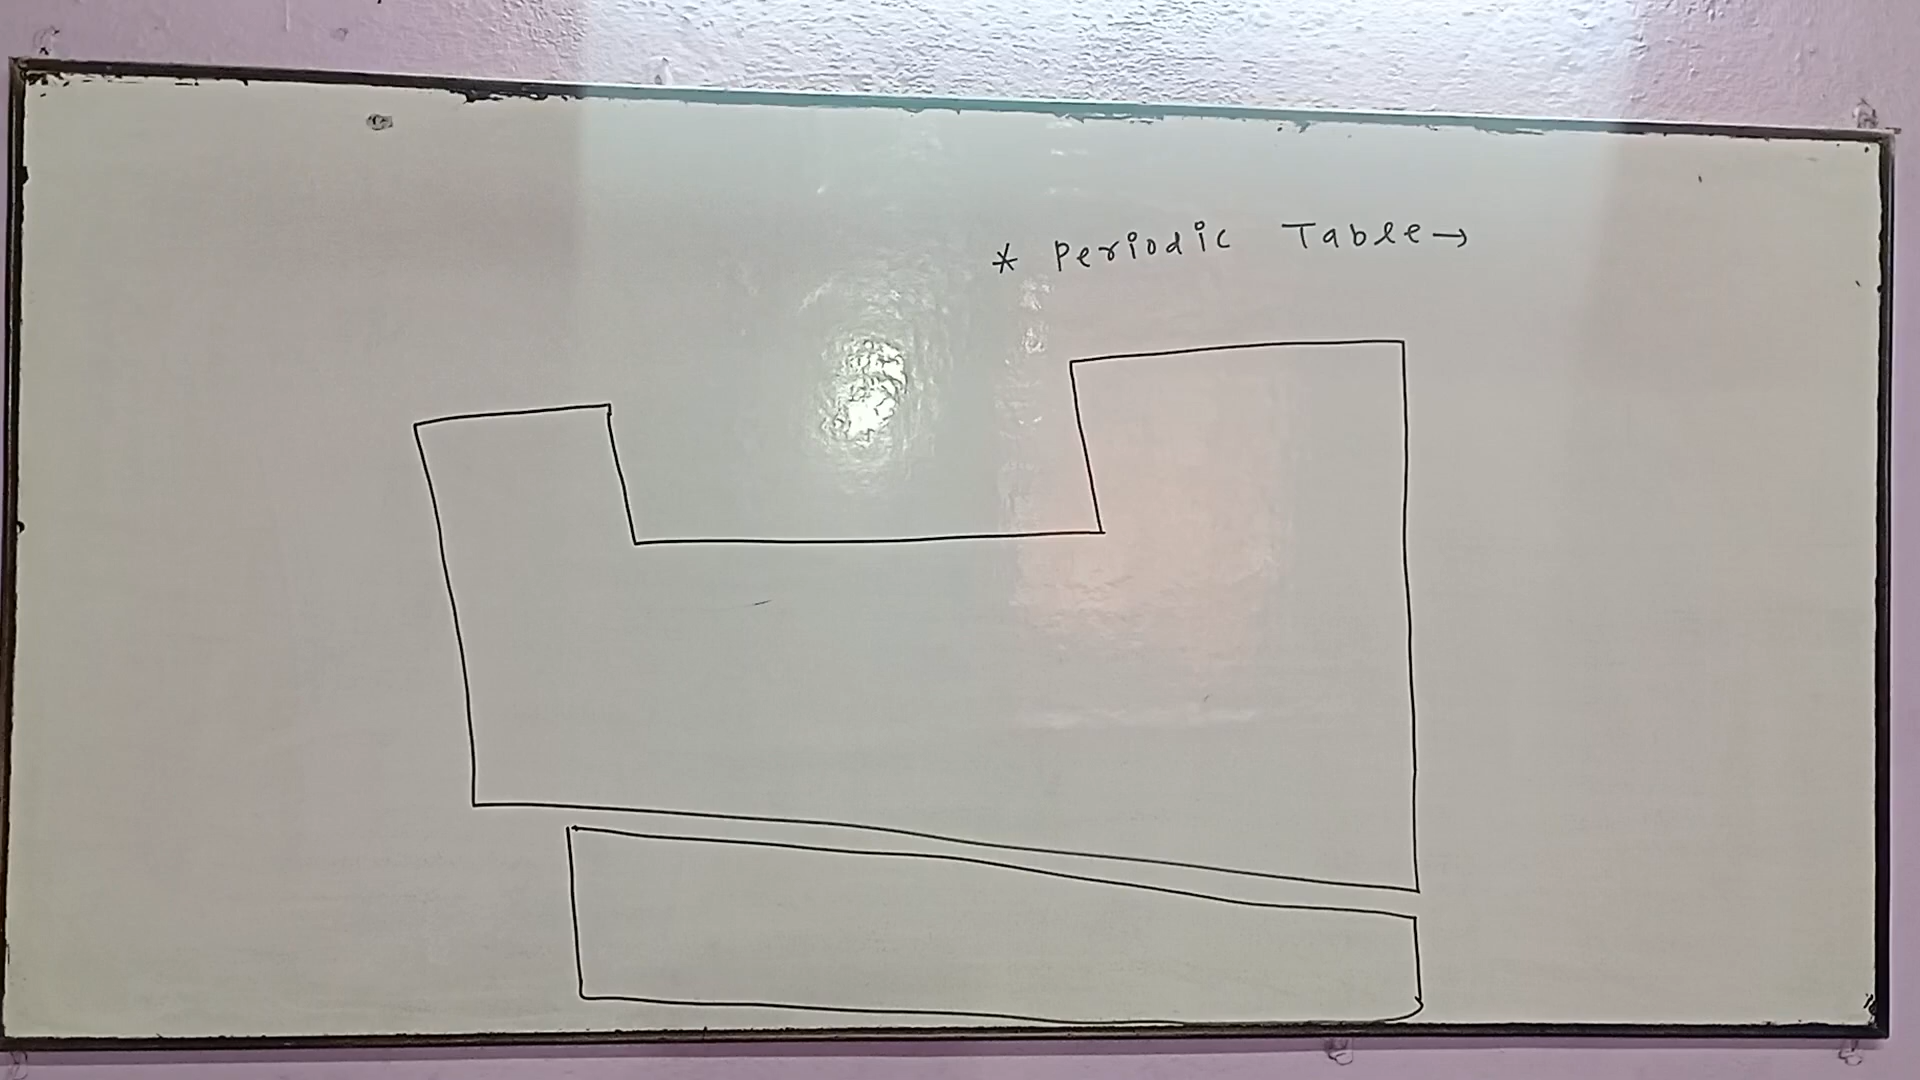 * Periodic Table →